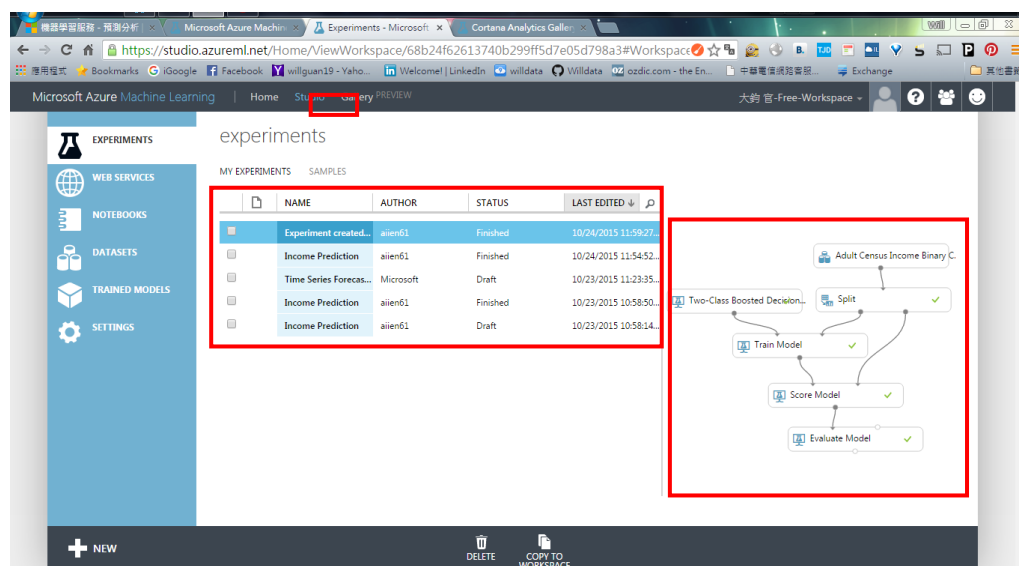 機器學習服務 - 預測分析 | Microsoft Azure Machin Experiments - Microsoft Cortana Analytics Galler Will
https://studio.azureml.net/Home/ViewWorkspace/68b24f62613740b299ff5d7e05d798a3#Workspace
應用程式 Bookmarks iGoogle Facebook willguan19 - Yaho... Welcome! | LinkedIn willdata Willdata ozdic.com - the En... 中華電信網路客服... Exchange 其他書籤
Microsoft Azure Machine Learning | Home Studio Gallery PREVIEW 大鈞 官-Free-Workspace
EXPERIMENTS
WEB SERVICES
NOTEBOOKS
DATASETS
TRAINED MODELS
SETTINGS
experiments
MY EXPERIMENTS SAMPLES
NAME AUTHOR STATUS LAST EDITED
Experiment created... aiien61 Finished 10/24/2015 11:59:27...
Income Prediction aiien61 Finished 10/24/2015 11:54:52...
Time Series Forecas... Microsoft Draft 10/23/2015 11:23:35...
Income Prediction aiien61 Finished 10/23/2015 10:58:50...
Income Prediction aiien61 Draft 10/23/2015 10:58:14...
Adult Census Income Binary C.
Two-Class Boosted Decision...
Split
Train Model
Score Model
Evaluate Model
NEW
DELETE
COPY TO
WORKSPACE